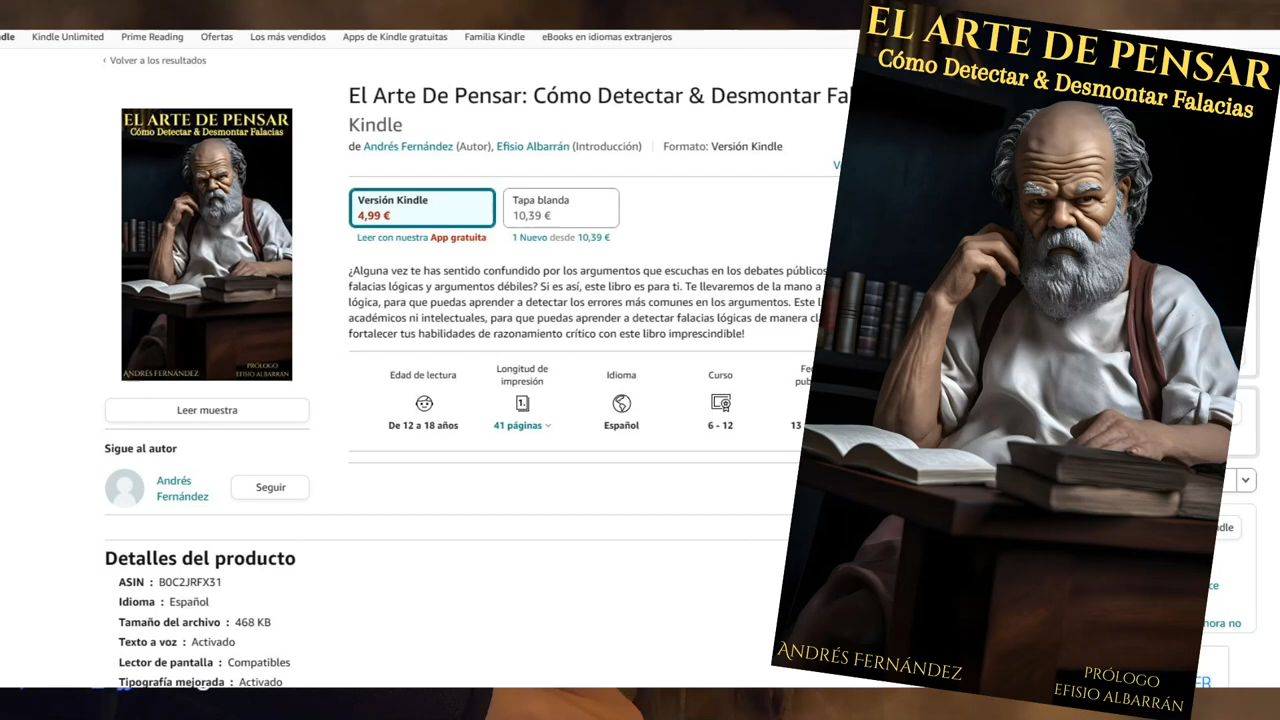 Kindle Unlimited Prime Reading Ofertas Los más vendidos Apps de Kindle gratuitas Familia Kindle eBooks en idiomas extranjeros
‹ Volver a los resultados
EL ARTE DE PENSAR
Cómo Detectar & Desmontar Falacias
ANDRÉS FERNÁNDEZ
PRÓLOGO
EFISIO ALBARRÁN
Leer muestra
Sigue al autor
Andrés
Fernández
Seguir
El Arte De Pensar: Cómo Detectar & Desmontar Fal
Kindle
de Andrés Fernández (Autor), Efisio Albarrán (Introducción) Formato: Versión Kindle
Versión Kindle
4,99 €
Tapa blanda
10,39 €
Leer con nuestra App gratuita
1 Nuevo desde 10,39 €
¿Alguna vez te has sentido confundido por los argumentos que escuchas en los debates públicos
falacias lógicas y argumentos débiles? Si es así, este libro es para ti. Te llevaremos de la mano a
lógica, para que puedas aprender a detectar los errores más comunes en los argumentos. Este l
académicos ni intelectuales, para que puedas aprender a detectar falacias lógicas de manera cl
fortalecer tus habilidades de razonamiento crítico con este libro imprescindible!
Edad de lectura
De 12 a 18 años
Longitud de
impresión
1.
41 páginas
Idioma
Español
Curso
6 - 12
Fe
pub
13
Detalles del producto
ASIN : B0C2JRFX31
Idioma : Español
Tamaño del archivo : 468 KB
Texto a voz : Activado
Lector de pantalla : Compatibles
Tipografía mejorada : Activado
EL ARTE DE PENSAR
Cómo Detectar & Desmontar Falacias
ANDRÉS FERNÁNDEZ
PRÓLOGO
EFISIO ALBARRÁN
dle
ce
hora no